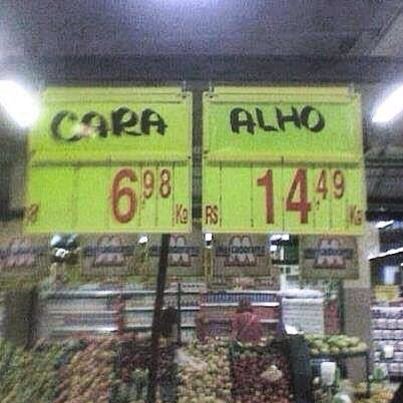 CARA
6,98 Kg
ALHO
R$ 14,49 Kg